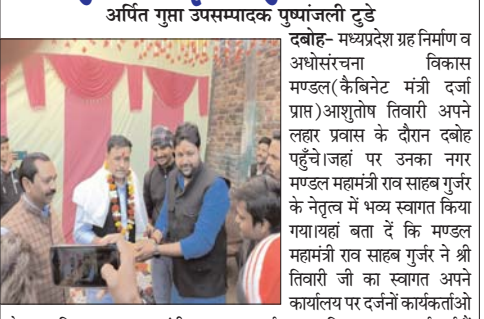 अर्पित गुप्ता उपसम्पादक पुष्पांजली टुडे
दबोह- मध्यप्रदेश ग्रह निर्माण व
अधोसंरचना विकास
मण्डल(कैबिनेट मंत्री दर्जा
प्राप्त)आशुतोष तिवारी अपने
लहार प्रवास के दौरान दबोह
पहुँचे।जहां पर उनका नगर
मण्डल महामंत्री राव साहब गुर्जर
के नेतृत्व में भव्य स्वागत किया
गया।यहां बता दें कि मण्डल
महामंत्री राव साहब गुर्जर ने श्री
तिवारी जी का स्वागत अपने
कार्यालय पर दर्जनों कार्यकर्ताओ